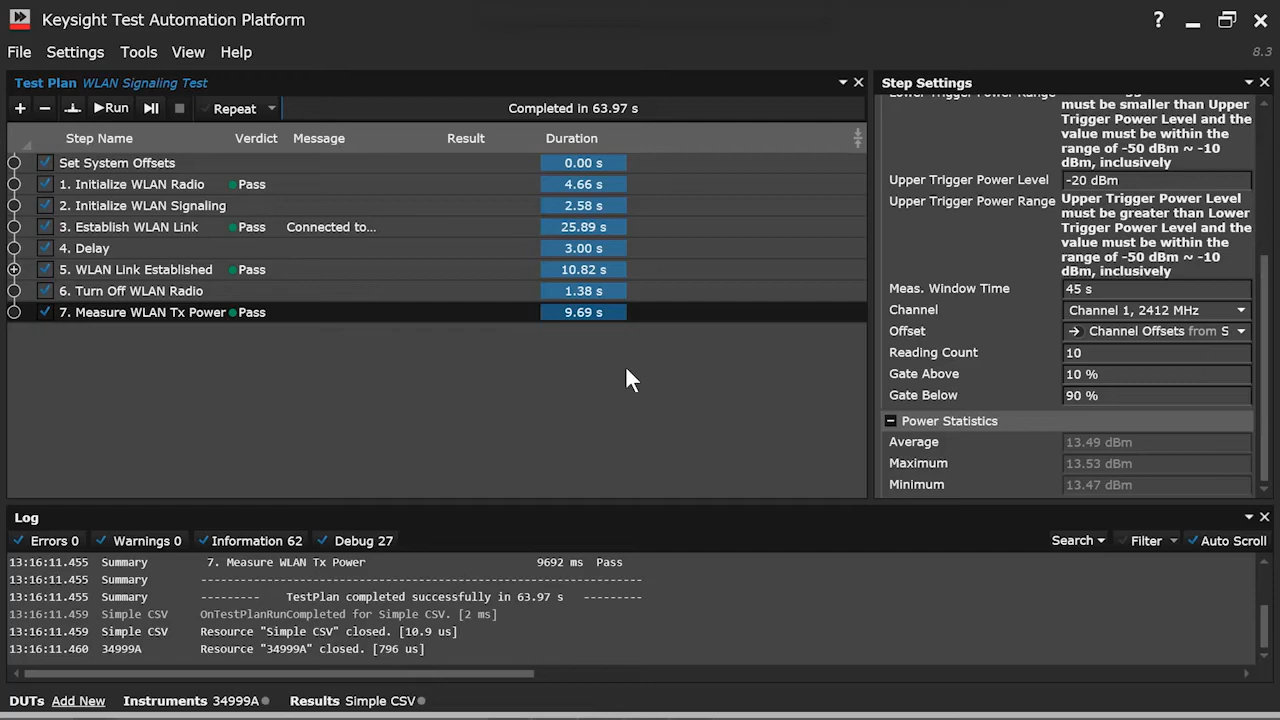 Keysight Test Automation Platform
?
File Settings Tools View Help
8.3
Test Plan WLAN Signaling Test
Run Repeat Completed in 63.97 s
Step Name Verdict Message Result Duration
Set System Offsets 0.00 s
1. Initialize WLAN Radio Pass 4.66 s
2. Initialize WLAN Signaling 2.58 s
3. Establish WLAN Link Pass Connected to... 25.89 s
4. Delay 3.00 s
5. WLAN Link Established Pass 10.82 s
6. Turn Off WLAN Radio 1.38 s
7. Measure WLAN Tx Power Pass 9.69 s
Step Settings
Lower Trigger Power Range
must be smaller than Upper
Trigger Power Level and the
value must be within the
range of -50 dBm ~ -10
dBm, inclusively
Upper Trigger Power Level -20 dBm
Upper Trigger Power Range Upper Trigger Power Level
must be greater than Lower
Trigger Power Level and the
value must be within the
range of -50 dBm ~ -10
dBm, inclusively
Meas. Window Time 45 s
Channel Channel 1, 2412 MHz
Offset Channel Offsets from S
Reading Count 10
Gate Above 10 %
Gate Below 90 %
Power Statistics
Average 13.49 dBm
Maximum 13.53 dBm
Minimum 13.47 dBm
Log
Errors 0 Warnings 0 Information 62 Debug 27 Search Filter Auto Scroll
13:16:11.455 Summary 7. Measure WLAN Tx Power 9692 ms Pass
13:16:11.455 Summary ------------------------------------------------------------
13:16:11.455 Summary --------- TestPlan completed successfully in 63.97 s --------
13:16:11.459 Simple CSV OnTestPlanRunCompleted for Simple CSV. [2 ms]
13:16:11.459 Simple CSV Resource "Simple CSV" closed. [10.9 us]
13:16:11.460 34999A Resource "34999A" closed. [796 us]
DUTs Add New Instruments 34999A Results Simple CSV